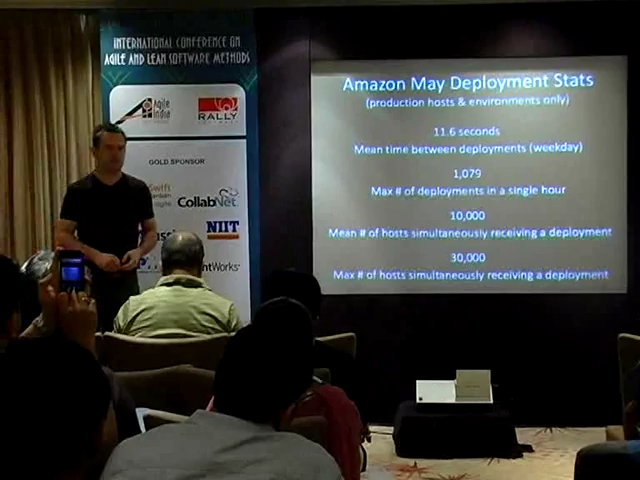 INTERNATIONAL CONFERENCE ON
AGILE AND LEAN SOFTWARE METHODS
Agile
India
RALLY
GOLD SPONSOR
CollabNet
NIIT
Amazon May Deployment Stats
(production hosts & environments only)
11.6 seconds
Mean time between deployments (weekday)
1,079
Max # of deployments in a single hour
10,000
Mean # of hosts simultaneously receiving a deployment
30,000
Max # of hosts simultaneously receiving a deployment